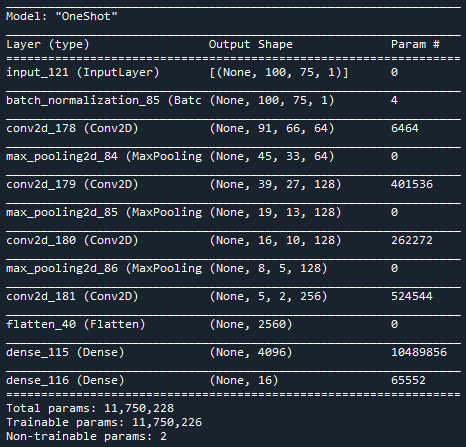 Model: "OneShot"
Layer (type) Output Shape Param #
input_121 (InputLayer) [(None, 100, 75, 1)] 0
batch_normalization_85 (Batc (None, 100, 75, 1) 4
conv2d_178 (Conv2D) (None, 91, 66, 64) 6464
max_pooling2d_84 (MaxPooling (None, 45, 33, 64) 0
conv2d_179 (Conv2D) (None, 39, 27, 128) 401536
max_pooling2d_85 (MaxPooling (None, 19, 13, 128) 0
conv2d_180 (Conv2D) (None, 16, 10, 128) 262272
max_pooling2d_86 (MaxPooling (None, 8, 5, 128) 0
conv2d_181 (Conv2D) (None, 5, 2, 256) 524544
flatten_40 (Flatten) (None, 2560) 0
dense_115 (Dense) (None, 4096) 10489856
dense_116 (Dense) (None, 16) 65552
Total params: 11,750,228
Trainable params: 11,750,226
Non-trainable params: 2